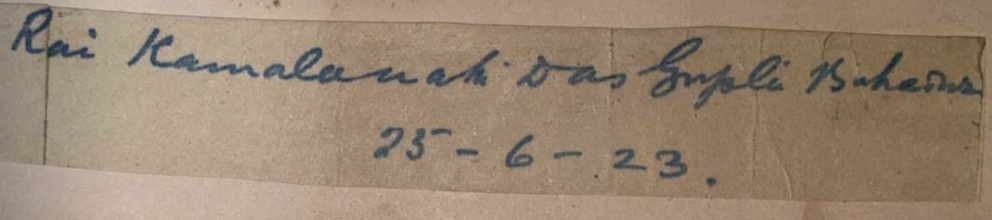 Rai Kamalanath Das Gupta Bahadur
25 - 6 - 23.